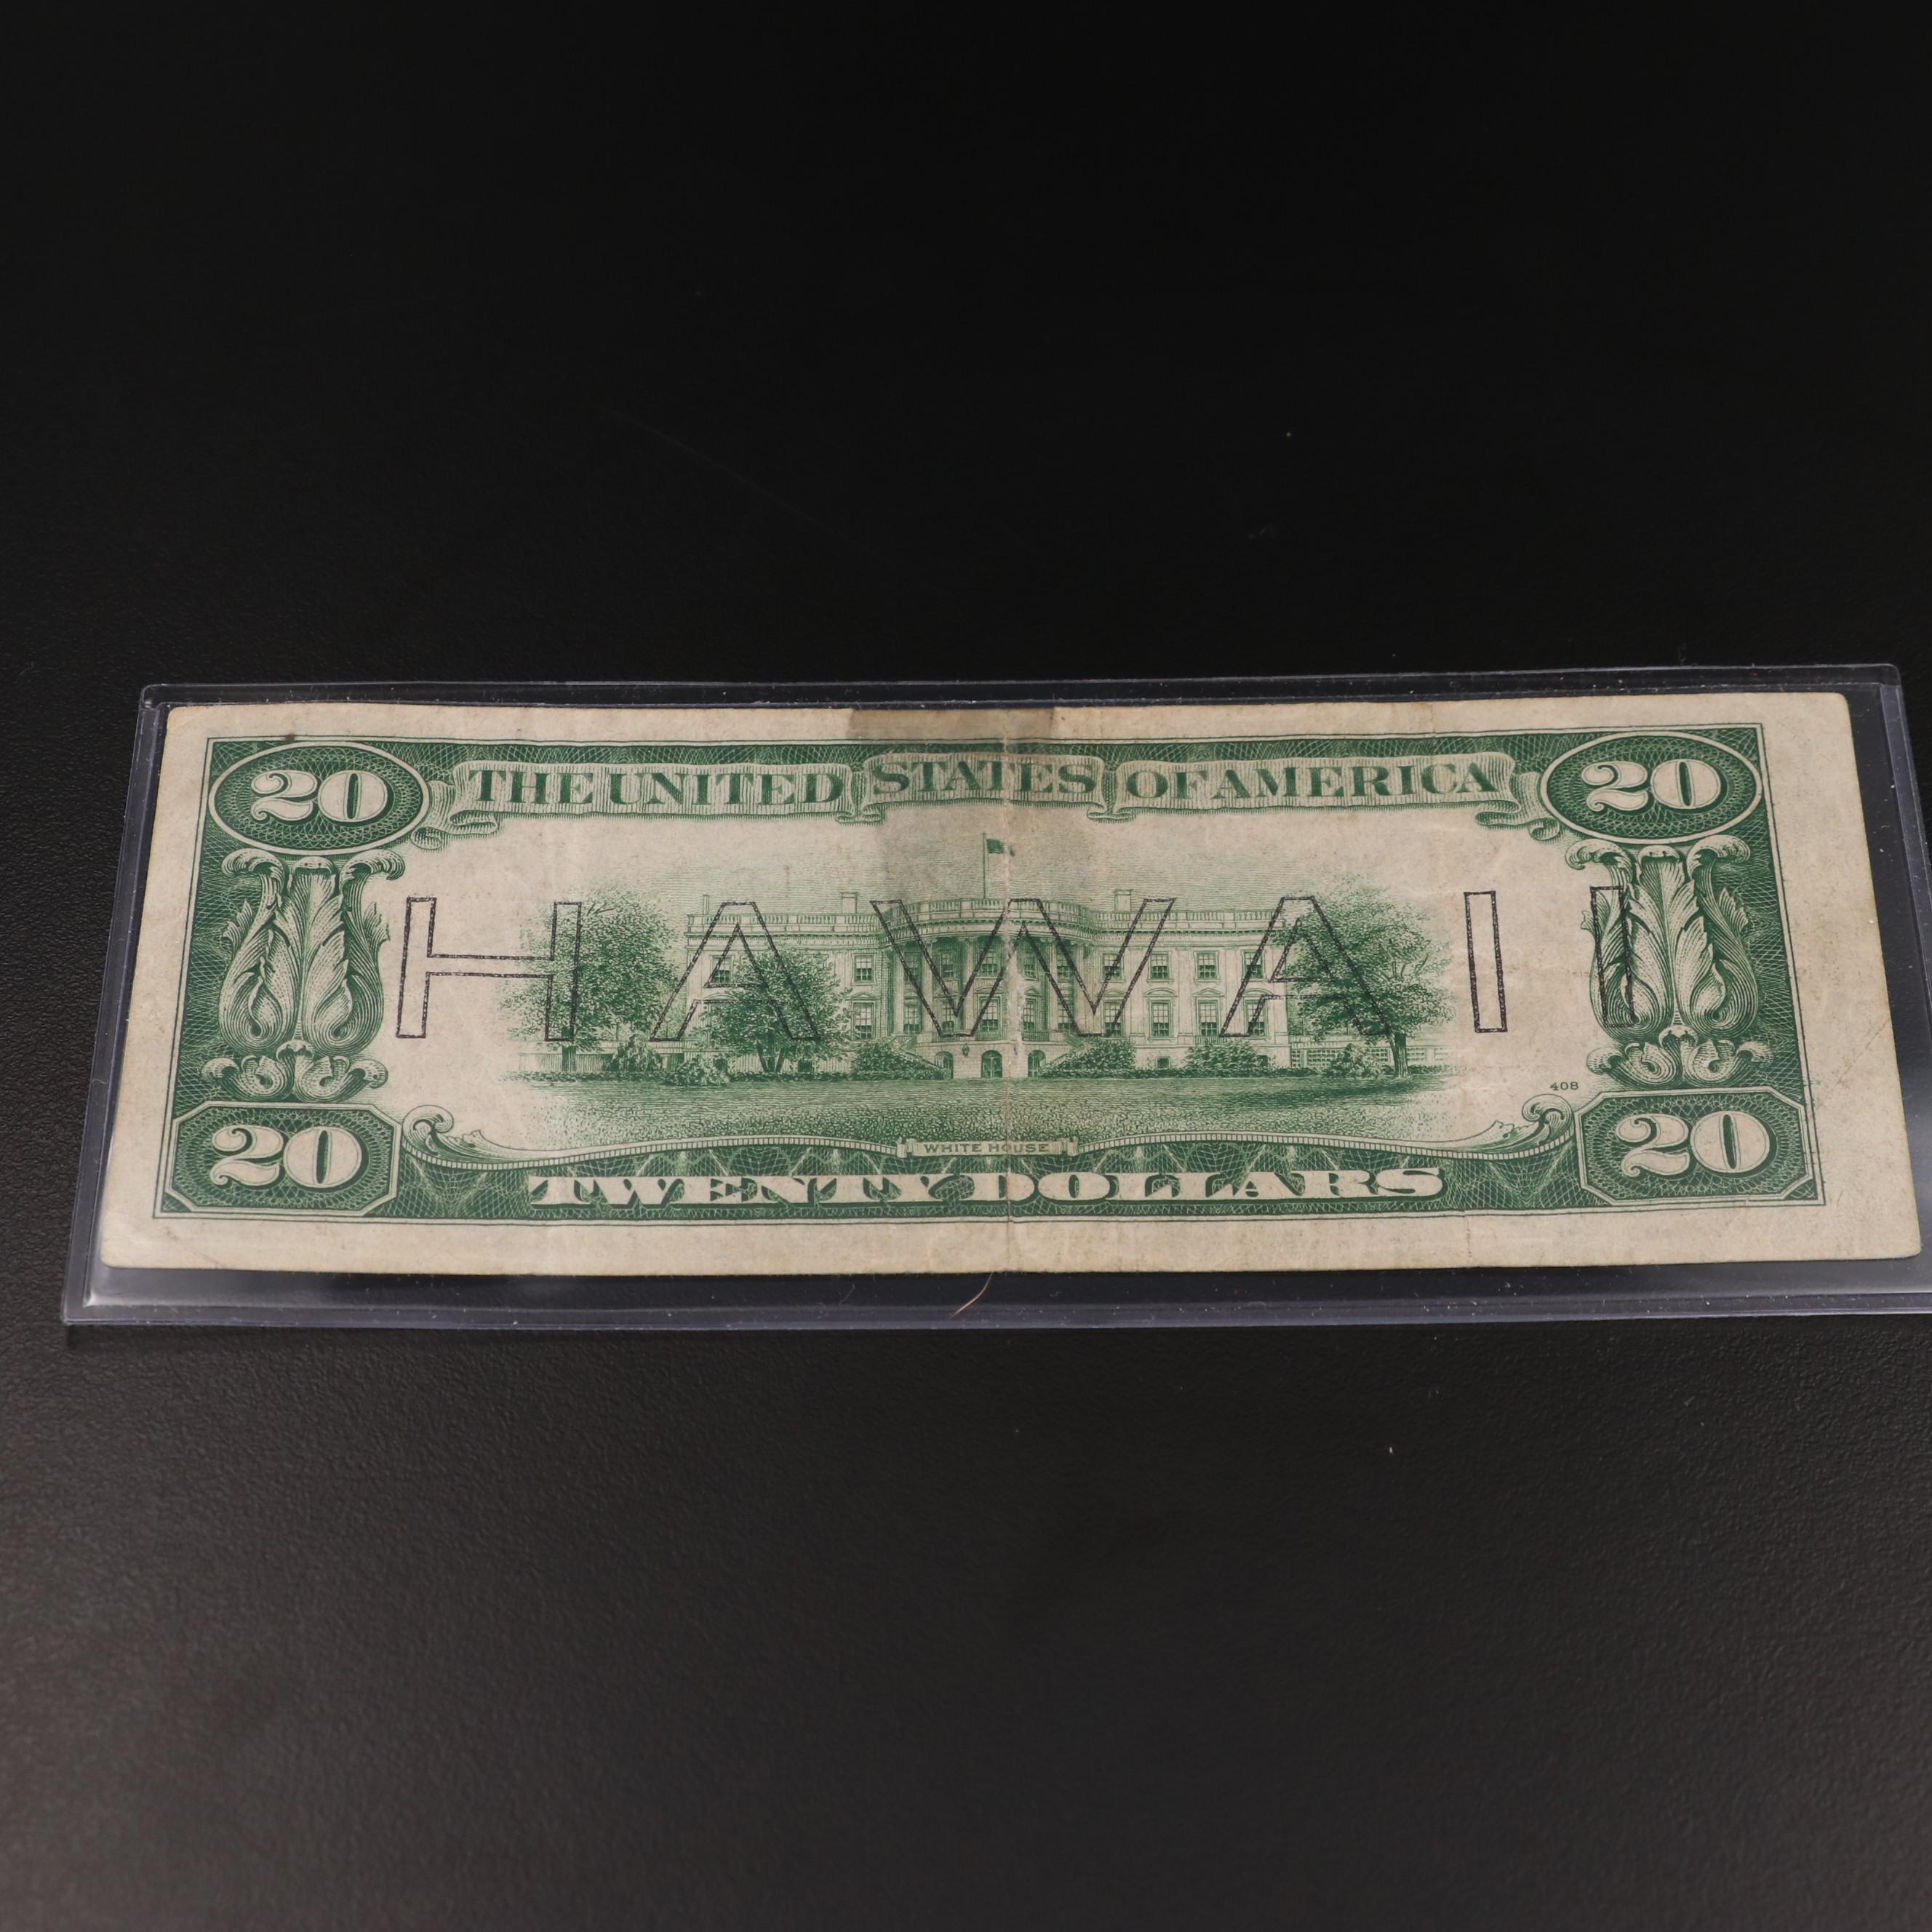 20 THE UNITED STATES OF AMERICA 20
HAWAII
408
20 WHITE HOUSE 20
TWENTY DOLLARS